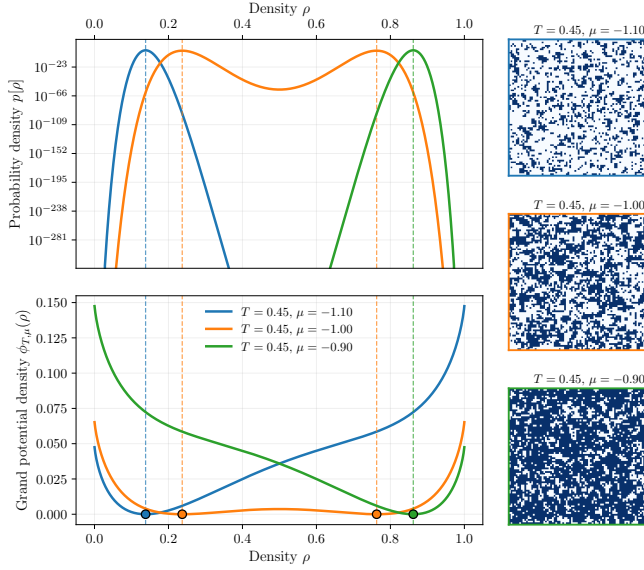 Density ρ
0.0 0.2 0.4 0.6 0.8 1.0
Probability density p[ρ]
10⁻²³
10⁻⁶⁶
10⁻¹⁰⁹
10⁻¹⁵²
10⁻¹⁹⁵
10⁻²³⁸
10⁻²⁸¹
T = 0.45, μ = −1.10
T = 0.45, μ = −1.00
T = 0.45, μ = −0.90
Grand potential density ϕ_{T,μ}(ρ)
0.150
0.125
0.100
0.075
0.050
0.025
0.000
T = 0.45, μ = −1.10
T = 0.45, μ = −1.00
T = 0.45, μ = −0.90
0.0 0.2 0.4 0.6 0.8 1.0
Density ρ